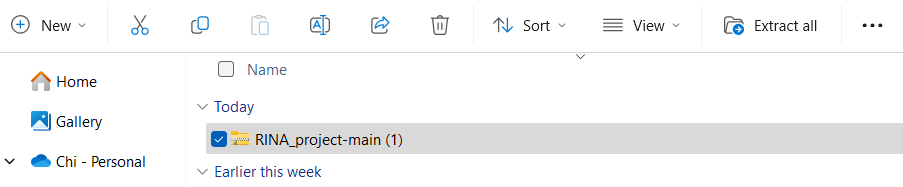 New Sort View Extract all
Name
Home
Today
Gallery
RINA_project-main (1)
Chi - Personal
Earlier this week